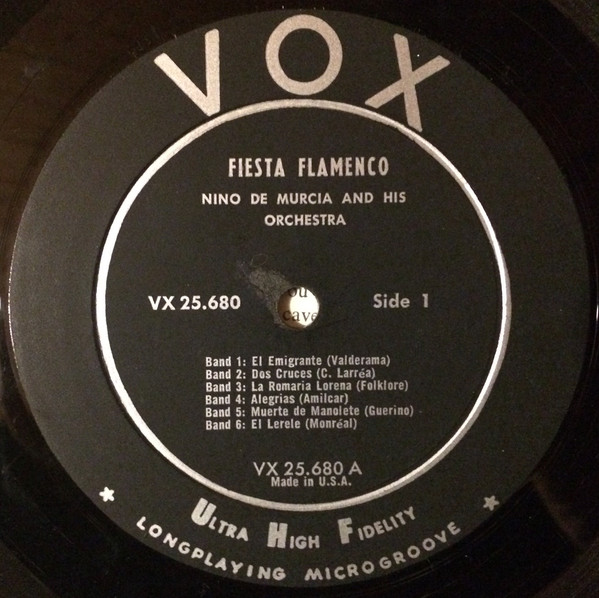 VOX
FIESTA FLAMENCO
NINO DE MURCIA AND HIS
ORCHESTRA
VX 25.680
Side 1
ou
cave
Band 1: El Emigrante (Valderama)
Band 2: Dos Cruces (C. Larréa)
Band 3: La Romaria Lorena (Folklore)
Band 4: Alegrias (Amilcar)
Band 5: Muerte de Manolete (Guerino)
Band 6: El Lerele (Monréal)
VX 25.680 A
Made in U.S.A.
ULTRA HIGH FIDELITY
LONGPLAYING MICROGROOVE